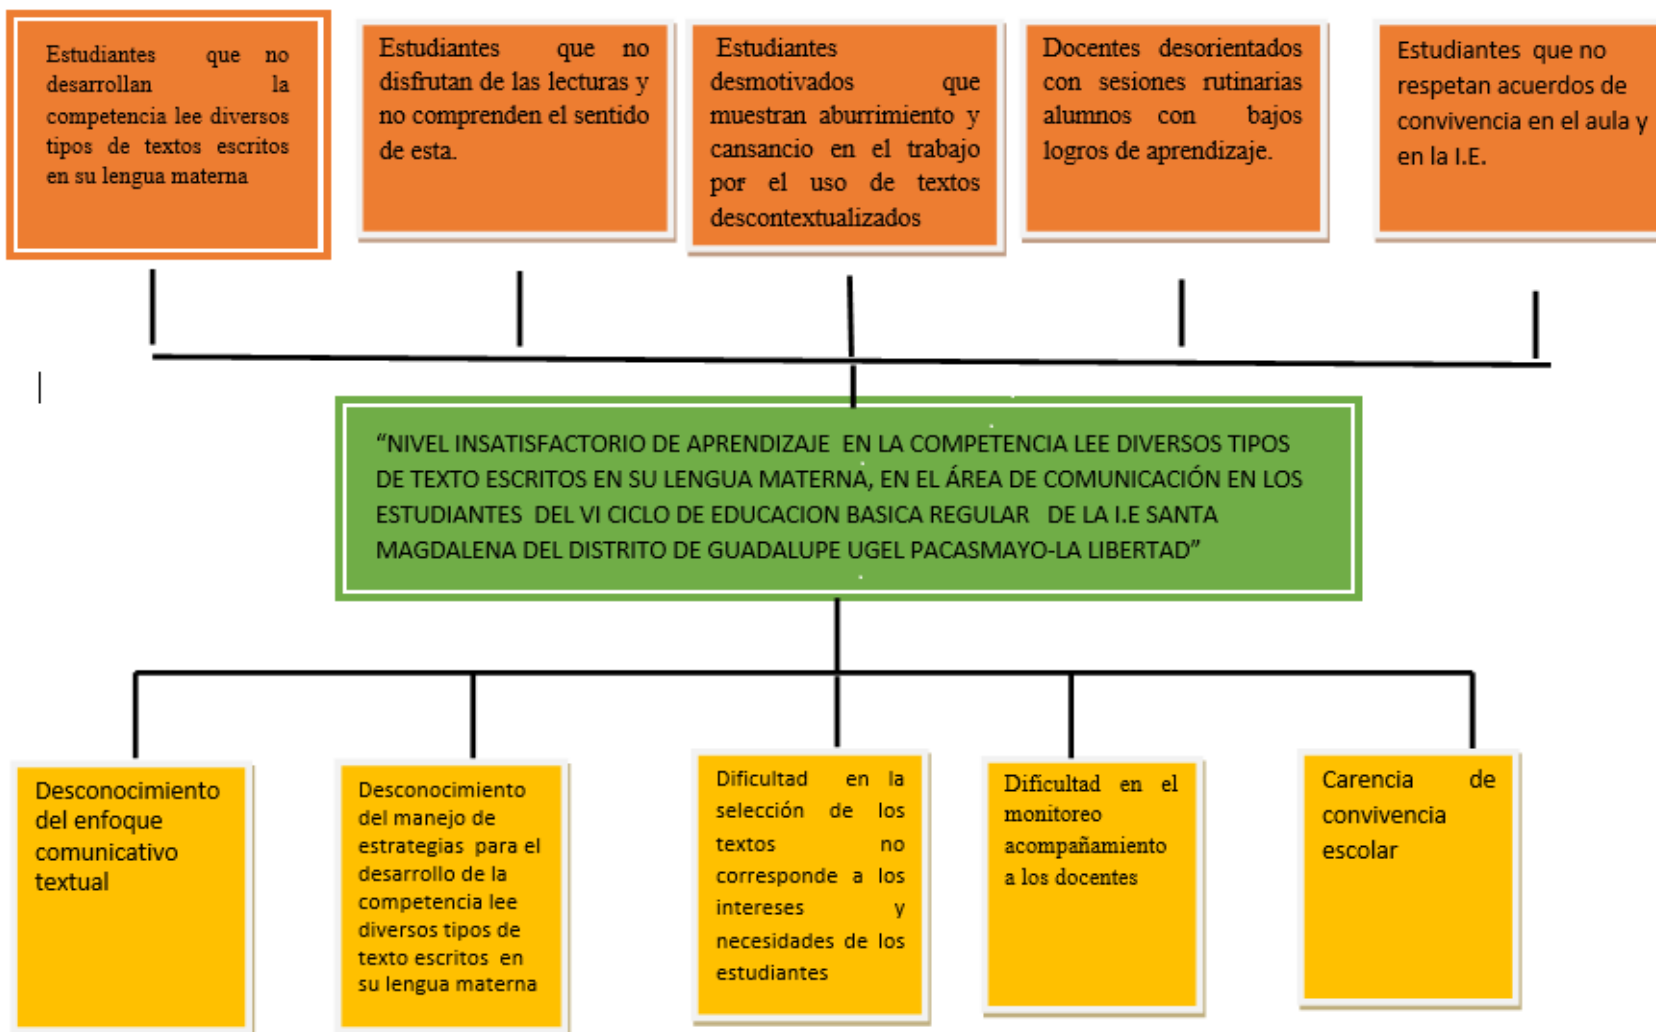 Estudiantes que no
desarrollan la
competencia lee diversos
tipos de textos escritos
en su lengua materna
Estudiantes que no
disfrutan de las lecturas y
no comprenden el sentido
de esta.
Estudiantes
desmotivados que
muestran aburrimiento y
cansancio en el trabajo
por el uso de textos
descontextualizados
Docentes desorientados
con sesiones rutinarias
alumnos con bajos
logros de aprendizaje.
Estudiantes que no
respetan acuerdos de
convivencia en el aula y
en la I.E.
“NIVEL INSATISFACTORIO DE APRENDIZAJE EN LA COMPETENCIA LEE DIVERSOS TIPOS
DE TEXTO ESCRITOS EN SU LENGUA MATERNA, EN EL ÁREA DE COMUNICACIÓN EN LOS
ESTUDIANTES DEL VI CICLO DE EDUCACION BASICA REGULAR DE LA I.E SANTA
MAGDALENA DEL DISTRITO DE GUADALUPE UGEL PACASMAYO-LA LIBERTAD”
Desconocimiento
del enfoque
comunicativo
textual
Desconocimiento
del manejo de
estrategias para el
desarrollo de la
competencia lee
diversos tipos de
texto escritos en
su lengua materna
Dificultad en la
selección de los
textos no
corresponde a los
intereses y
necesidades de los
estudiantes
Dificultad en el
monitoreo
acompañamiento
a los docentes
Carencia de
convivencia
escolar